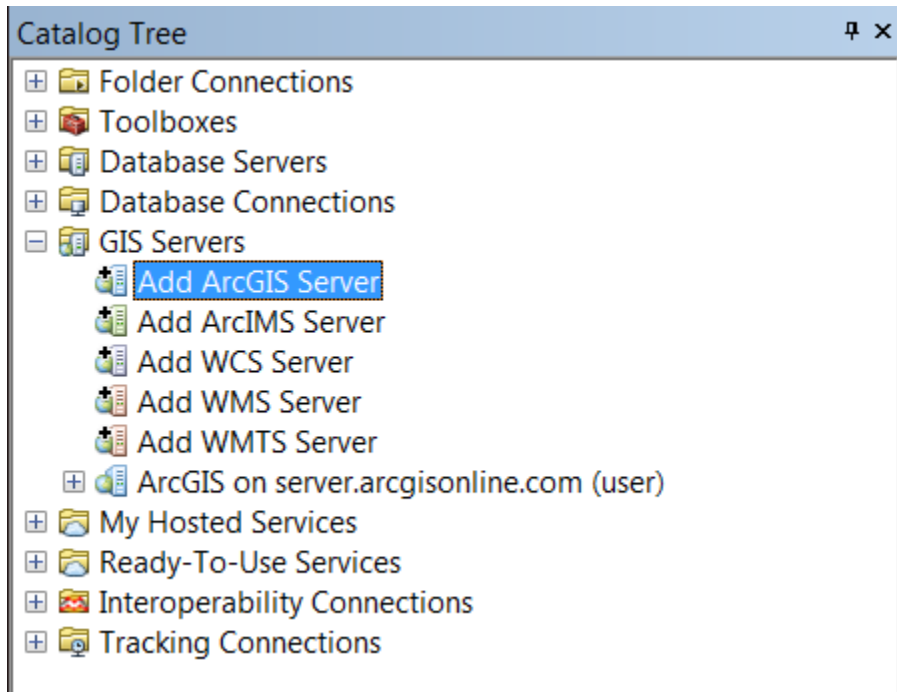 Catalog Tree
Folder Connections
Toolboxes
Database Servers
Database Connections
GIS Servers
Add ArcGIS Server
Add ArcIMS Server
Add WCS Server
Add WMS Server
Add WMTS Server
ArcGIS on server.arcgisonline.com (user)
My Hosted Services
Ready-To-Use Services
Interoperability Connections
Tracking Connections